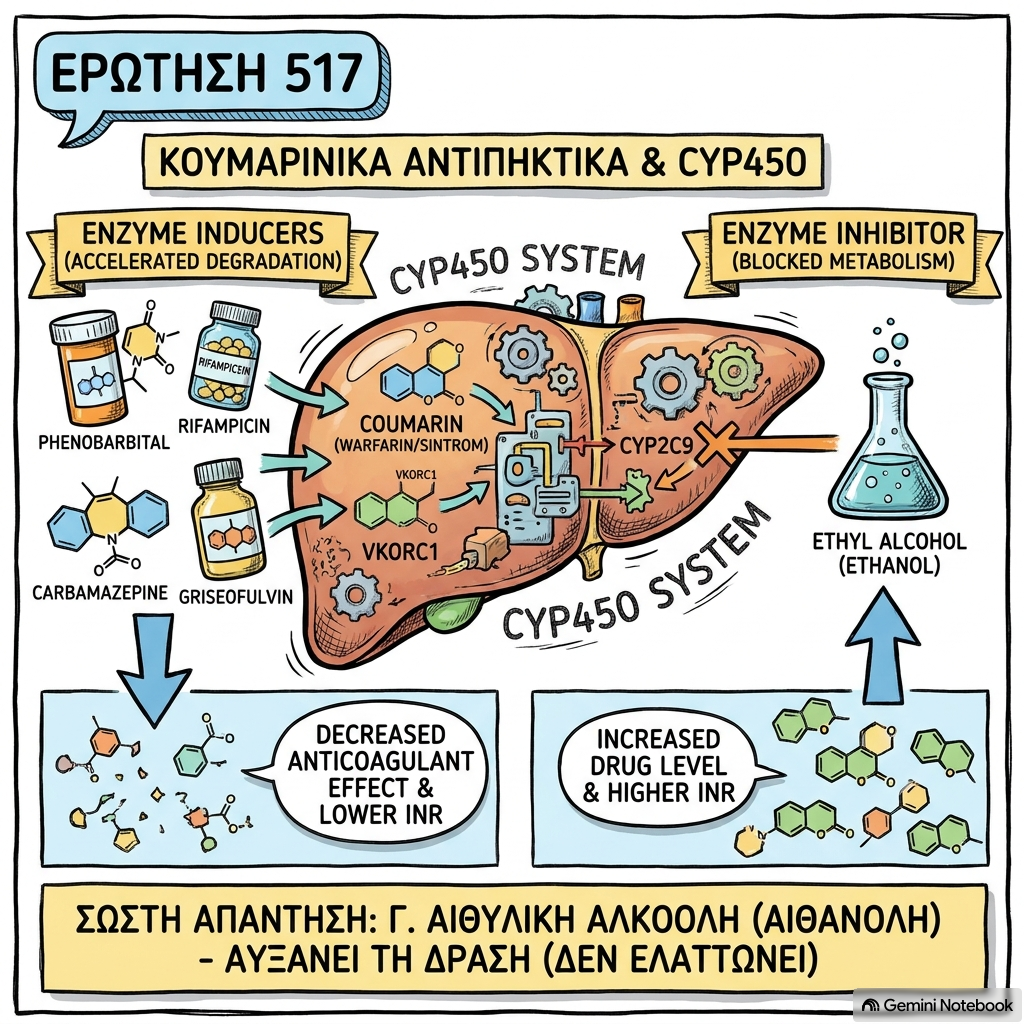 ΕΡΩΤΗΣΗ 517
ΚΟΥΜΑΡΙΝΙΚΑ ΑΝΤΙΠΗΚΤΙΚΑ & CYP450
ENZYME INDUCERS
(ACCELERATED DEGRADATION)
CYP450 SYSTEM
ENZYME INHIBITOR
(BLOCKED METABOLISM)
RIFAMPICEIN
PHENOBARBITAL
RIFAMPICIN
COUMARIN
(WARFARIN/SINTROM)
CYP2C9
VKORC1
VKORC1
CARBAMAZEPINE
GRISEOFULVIN
CYP450 SYSTEM
ETHYL ALCOHOL
(ETHANOL)
DECREASED
ANTICOAGULANT
EFFECT &
LOWER INR
INCREASED
DRUG LEVEL
& HIGHER INR
ΣΩΣΤΗ ΑΠΑΝΤΗΣΗ: Γ. ΑΙΘΥΛΙΚΗ ΑΛΚΟΟΛΗ (ΑΙΘΑΝΟΛΗ)
– ΑΥΞΑΝΕΙ ΤΗ ΔΡΑΣΗ (ΔΕΝ ΕΛΑΤΤΩΝΕΙ)
Gemini Notebook